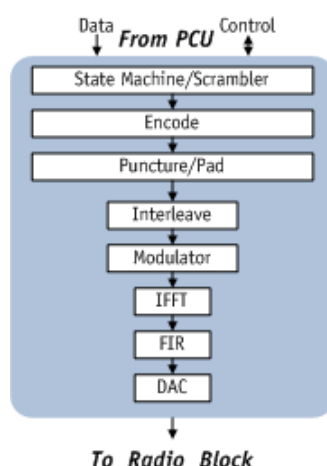 Data
Control
From PCU
State Machine/Scrambler
Encode
Puncture/Pad
Interleave
Modulator
IFFT
FIR
DAC
To Radio Block